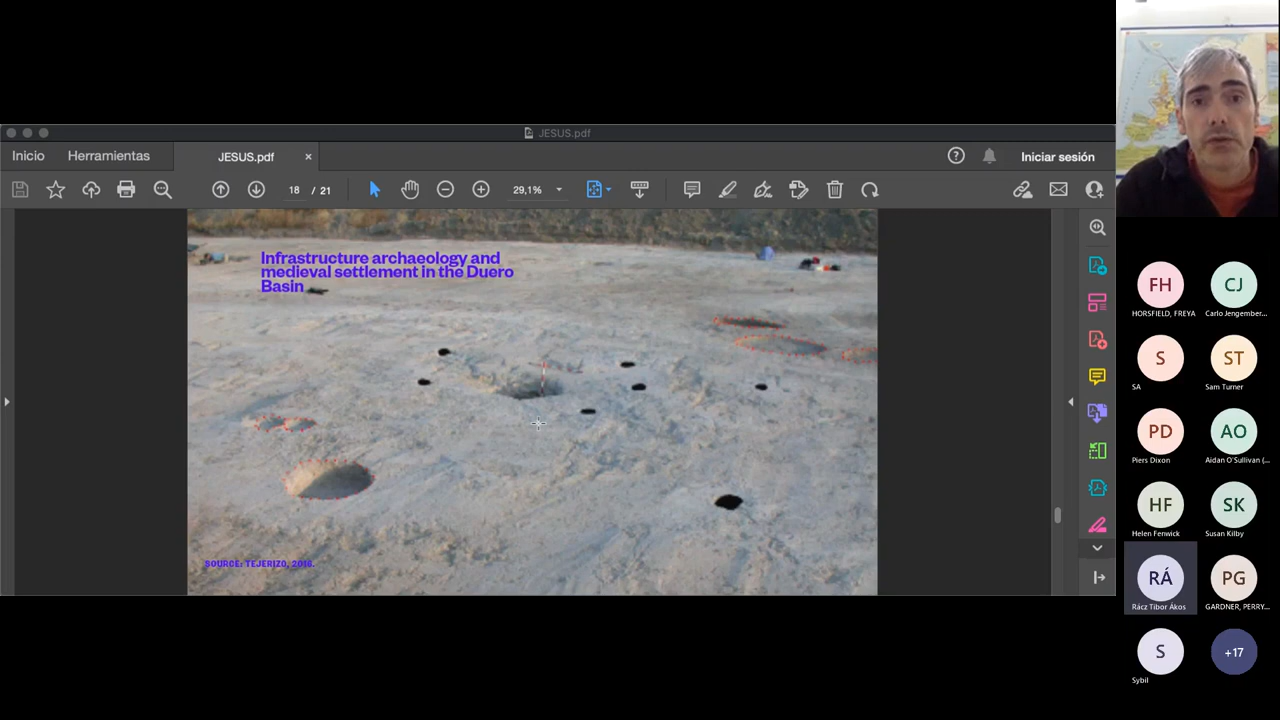 JESUS.pdf
Inicio
Herramientas
JESUS.pdf
Iniciar sesión
18 / 21
29,1%
Infrastructure archaeology and
medieval settlement in the Duero
Basin
SOURCE: TEJERIZO, 2016.
FH
HORSFIELD, FREYA
CJ
Carlo Jengember...
S
SA
ST
Sam Turner
PD
Piers Dixon
AO
Aidan O'Sullivan (...
HF
Helen Fenwick
SK
Susan Kilby
RÁ
Rácz Tibor Ákos
PG
GARDNER, PERRY...
S
Sybil
+17